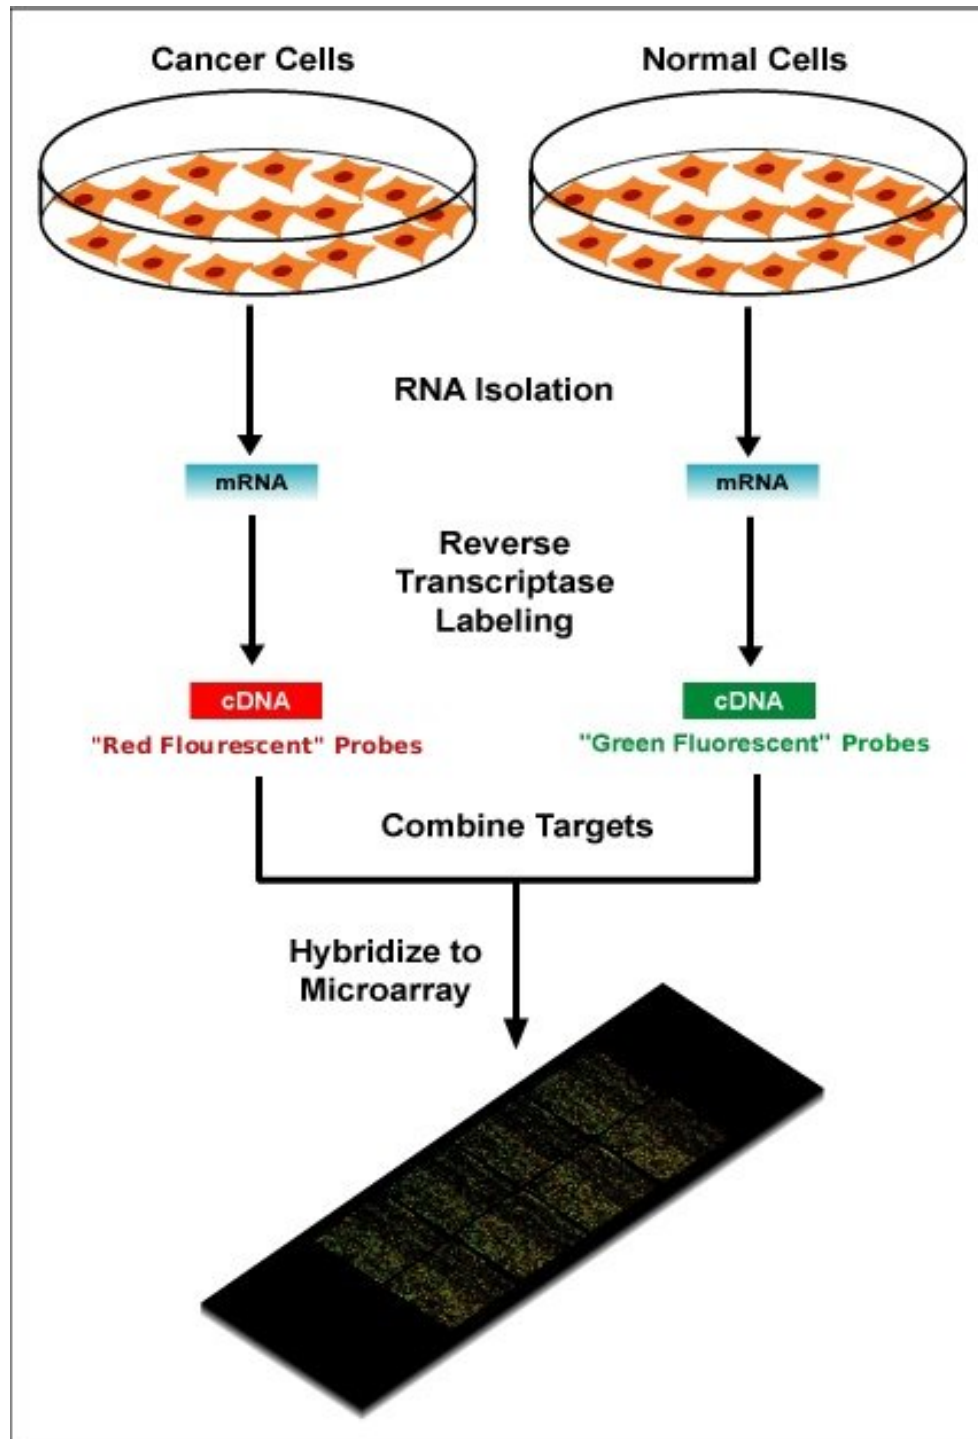 Cancer Cells
Normal Cells
RNA Isolation
mRNA
mRNA
Reverse
Transcriptase
Labeling
cDNA
cDNA
"Red Flourescent" Probes
"Green Fluorescent" Probes
Combine Targets
Hybridize to
Microarray